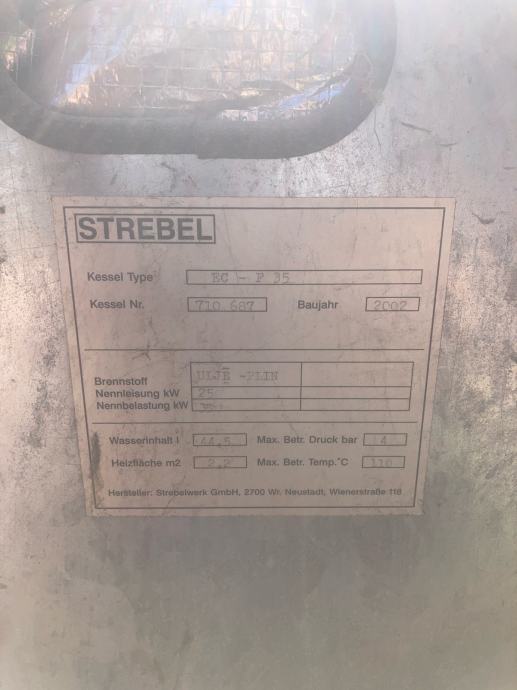 STREBEL
Kessel Type EC - F 35
Kessel Nr. 710.687 Baujahr 2002
Brennstoff ULJE -PLIN
Nennleisung kW 25
Nennbelastung kW
Wasserinhalt l 44.5 Max. Betr. Druck bar 4
Heizfläche m2 2.2 Max. Betr. Temp.°C 110
Hersteller: Strebelwerk GmbH, 2700 Wr. Neustadt, Wienerstraße 118